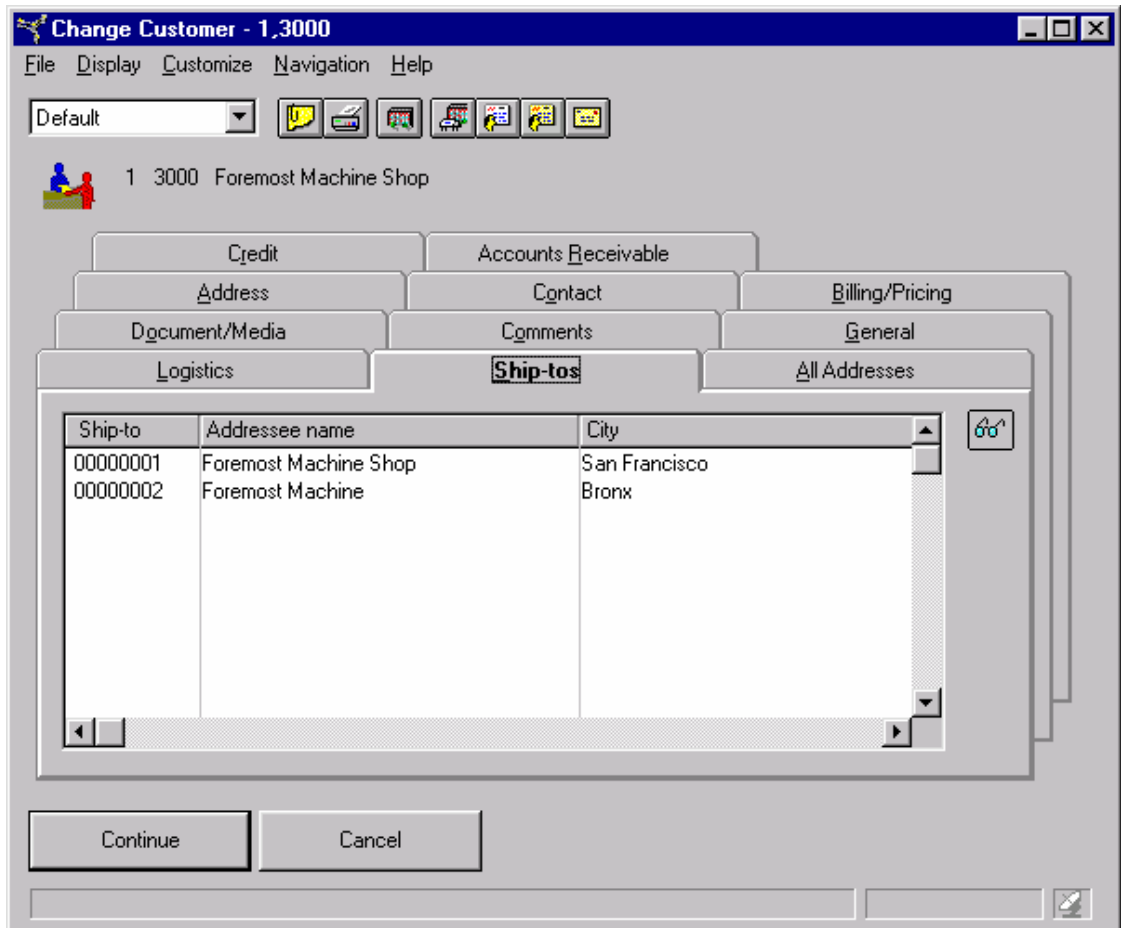 Change Customer - 1,3000
File Display Customize Navigation Help
Default
1 3000 Foremost Machine Shop
Credit Accounts Receivable
Address Contact Billing/Pricing
Document/Media Comments General
Logistics Ship-tos All Addresses
Ship-to Addressee name City
00000001 Foremost Machine Shop San Francisco
00000002 Foremost Machine Bronx
Continue Cancel